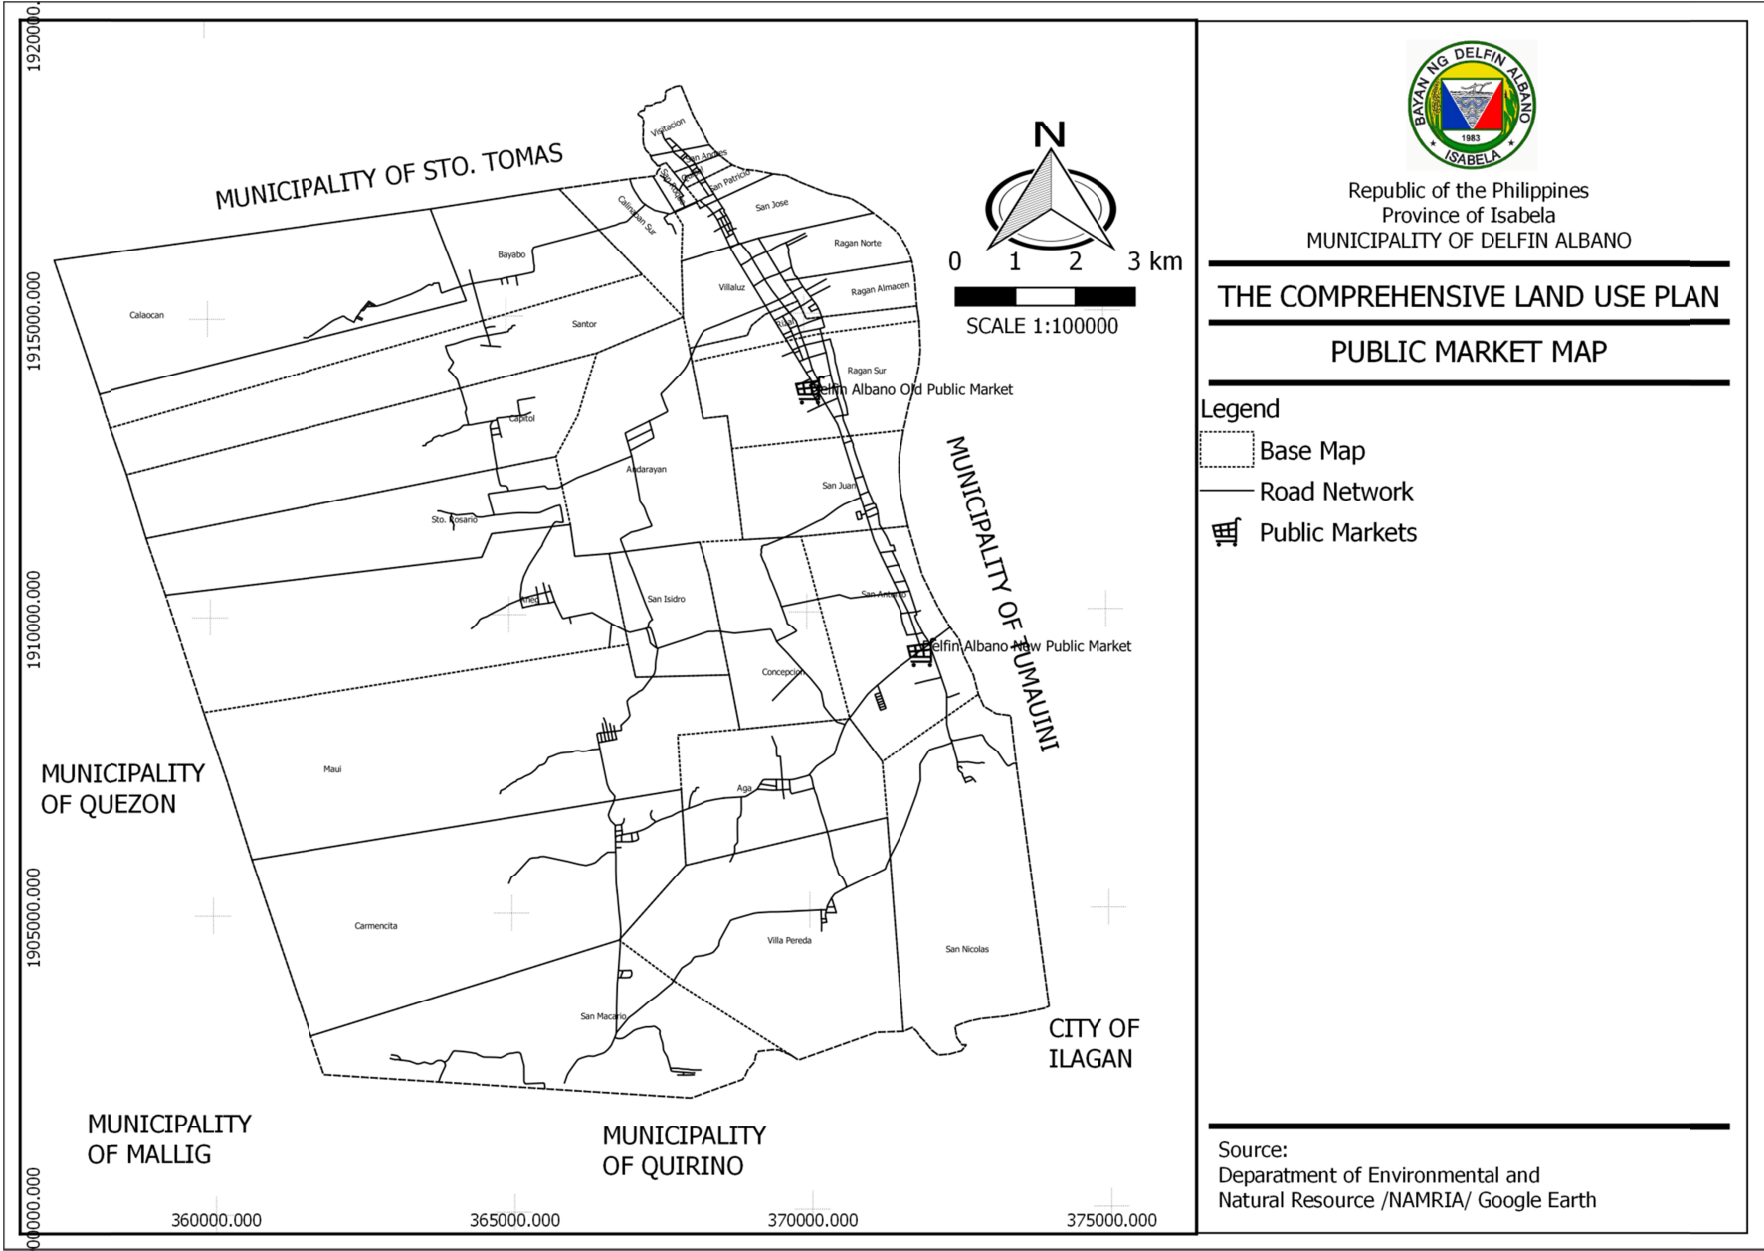 1920000.
1915000.000
1910000.000
1905000.000
00000.000
360000.000
365000.000
370000.000
375000.000
MUNICIPALITY OF STO. TOMAS
Visitacion
San Andres
San Roque
San Patricio
Calinaoan Sur
San Jose
Bayabo
Ragan Norte
Villaluz
Ragan Almacen
Calaocan
Santor
Rizal
Ragan Sur
Delfin Albano Old Public Market
Capitol
Andarayan
San Juan
Sto. Rosario
MUNICIPALITY OF TUMAUINI
San Isidro
San Antonio
Delfin Albano New Public Market
Concepcion
MUNICIPALITY
OF QUEZON
Maui
Aga
Carmencita
Villa Pereda
San Nicolas
San Macario
CITY OF
ILAGAN
MUNICIPALITY
OF MALLIG
MUNICIPALITY
OF QUIRINO
N
0 1 2 3 km
SCALE 1:100000
BAYAN NG DELFIN ALBANO
1983
ISABELA
Republic of the Philippines
Province of Isabela
MUNICIPALITY OF DELFIN ALBANO
THE COMPREHENSIVE LAND USE PLAN
PUBLIC MARKET MAP
Legend
Base Map
Road Network
Public Markets
Source:
Department of Environmental and
Natural Resource /NAMRIA/ Google Earth